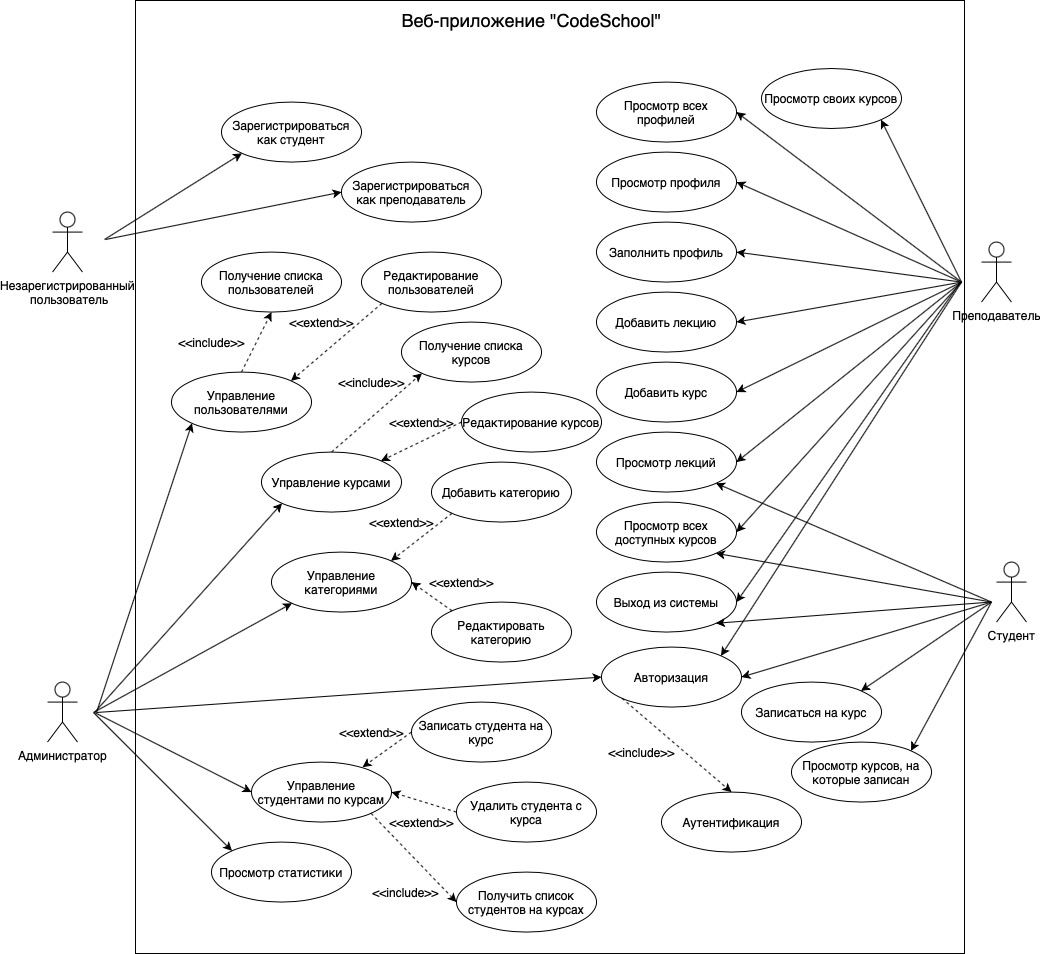 Веб-приложение "CodeSchool"
Просмотр всех
профилей
Просмотр своих курсов
Зарегистрироваться
как студент
Просмотр профиля
Зарегистрироваться
как преподаватель
Заполнить профиль
Незарегистрированный
пользователь
Получение списка
пользователей
Редактирование
пользователей
<<extend>>
<<include>>
Добавить лекцию
Преподаватель
Получение списка
курсов
<<include>>
Управление
пользователями
Добавить курс
<<extend>>
Редактирование курсов
Просмотр лекций
Управление курсами
Добавить категорию
<<extend>>
Просмотр всех
доступных курсов
Управление
категориями
<<extend>>
Выход из системы
Редактировать
категорию
Студент
Авторизация
Записаться на курс
Записать студента на
курс
<<extend>>
Администратор
<<include>>
Просмотр курсов, на
которые записан
Управление
студентами по курсам
Удалить студента с
курса
<<extend>>
Аутентификация
Просмотр статистики
<<include>>
Получить список
студентов на курсах